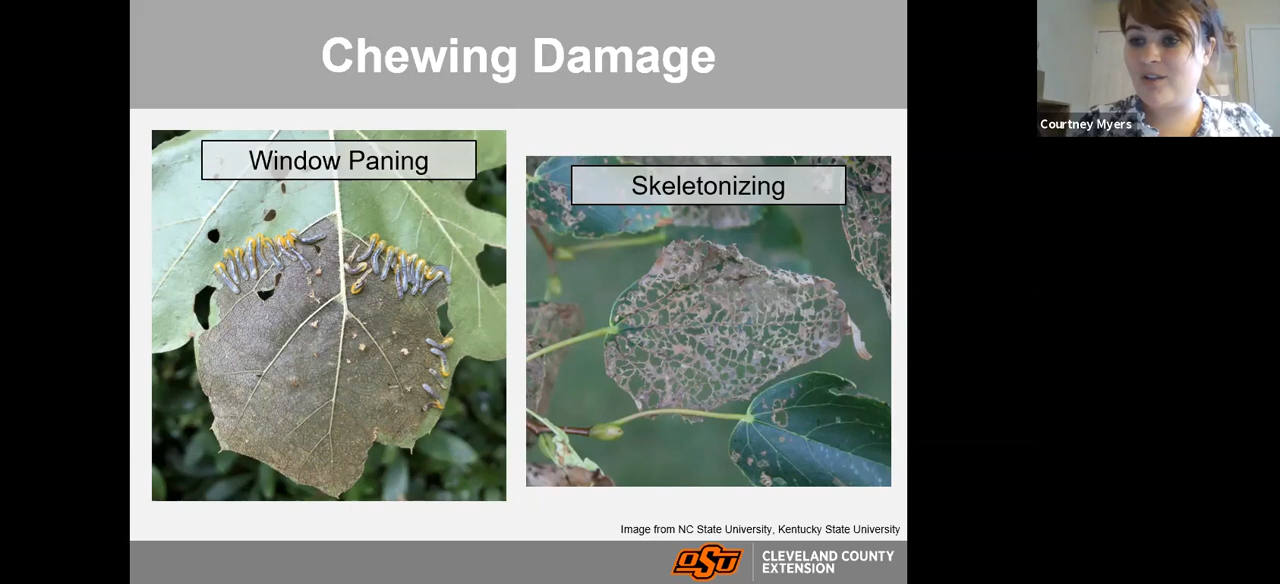 Chewing Damage
Window Paning
Skeletonizing
Courtney Myers
Image from NC State University, Kentucky State University
OSU
CLEVELAND COUNTY
EXTENSION